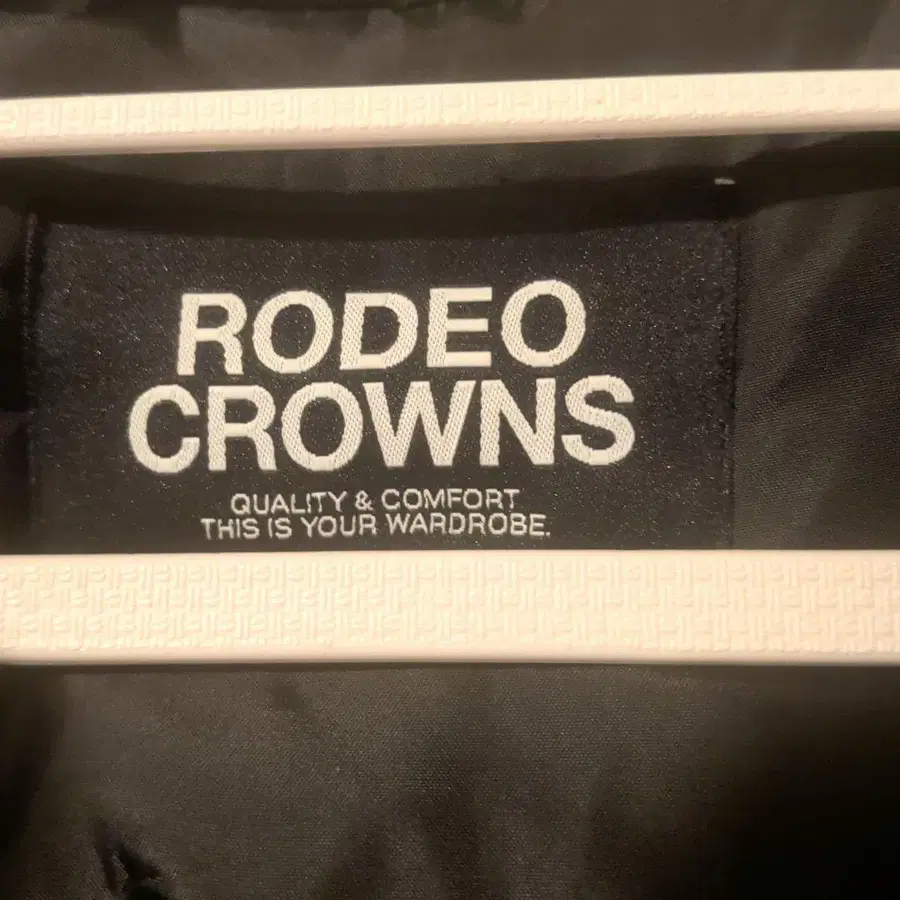 RODEO
CROWNS
QUALITY & COMFORT
THIS IS YOUR WARDROBE.